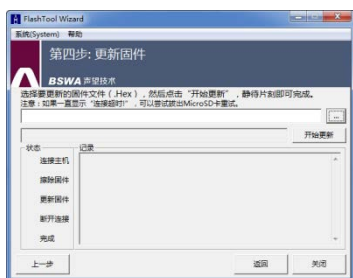 FlashTool Wizard
系统(System) 帮助
第四步: 更新固件
BSWA 声望技术
选择要更新的固件文件（.Hex），然后点击“开始更新”，静待片刻即可完成。
注意：如果一直显示“连接超时!”，可以尝试拔出MicroSD卡重试。
...
开始更新
状态 记录
连接主机
擦除固件
更新固件
断开连接
完成
上一步 返回 关闭